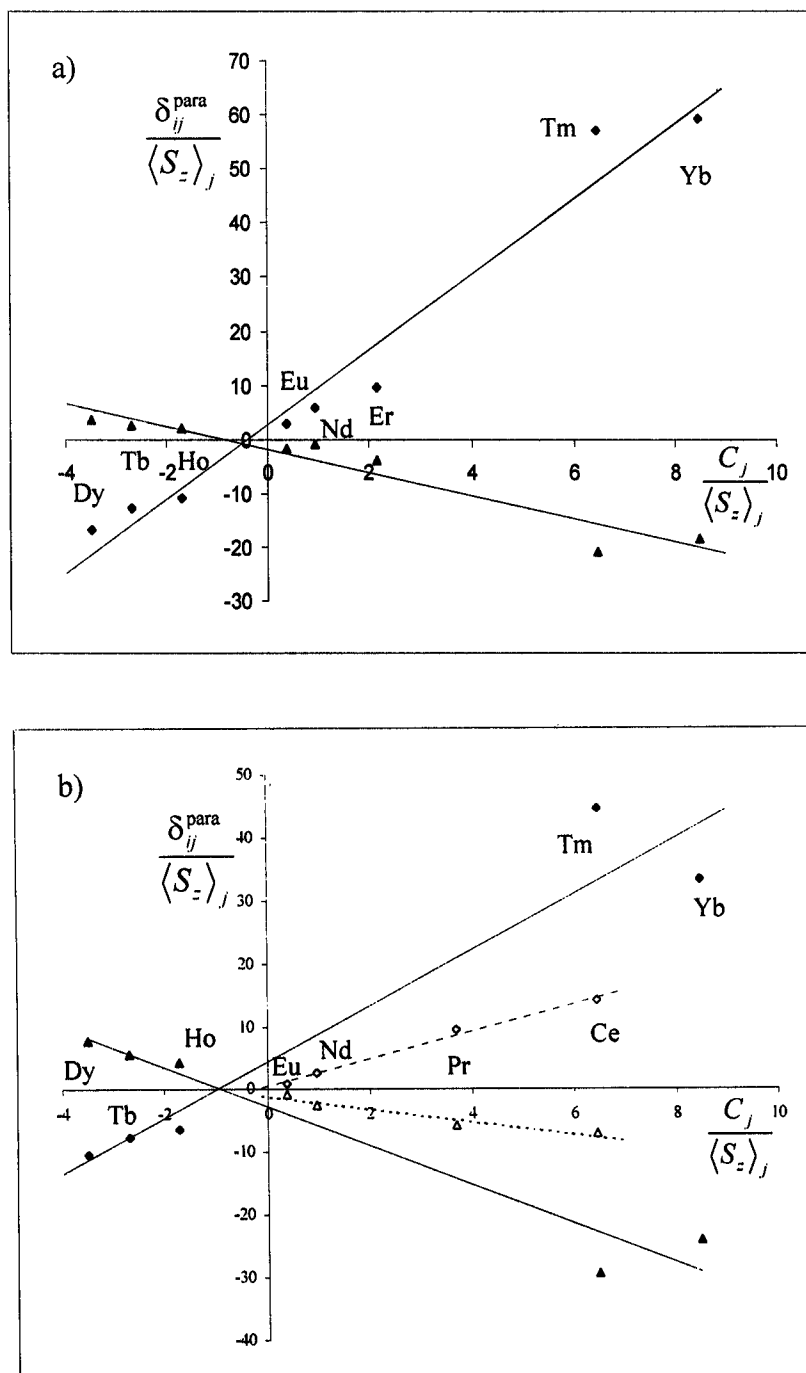 a)
δ_ij^para / ⟨S_z⟩_j
70
60
50
40
30
20
10
0
-10
-20
-30
-4 -2 0 2 4 6 8 10
Tm
Yb
Eu
Nd
Er
Tb
Ho
Dy
C_j / ⟨S_z⟩_j
b)
δ_ij^para / ⟨S_z⟩_j
50
40
30
20
10
0
-10
-20
-30
-40
-4 -2 0 2 4 6 8 10
Tm
Yb
Ho
Dy
Tb
Eu
Nd
Pr
Ce
C_j / ⟨S_z⟩_j